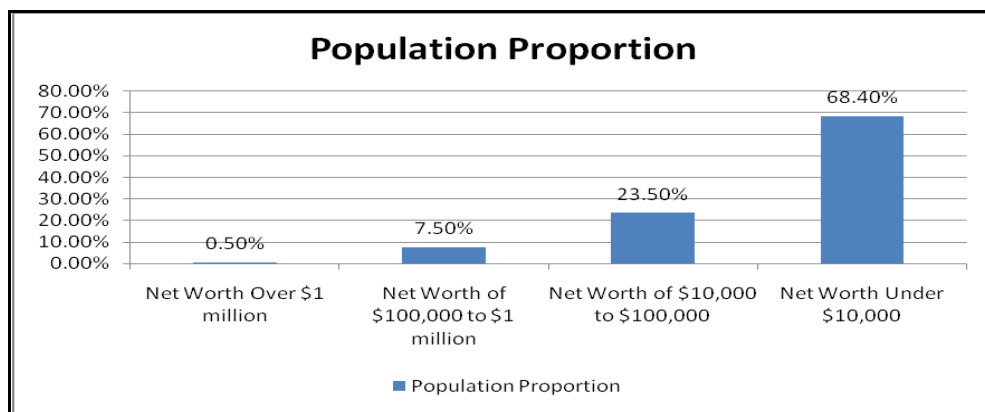 Population Proportion
80.00%
70.00%
60.00%
50.00%
40.00%
30.00%
20.00%
10.00%
0.00%
0.50%
7.50%
23.50%
68.40%
Net Worth Over $1
million
Net Worth of
$100,000 to $1
million
Net Worth of $10,000
to $100,000
Net Worth Under
$10,000
Population Proportion